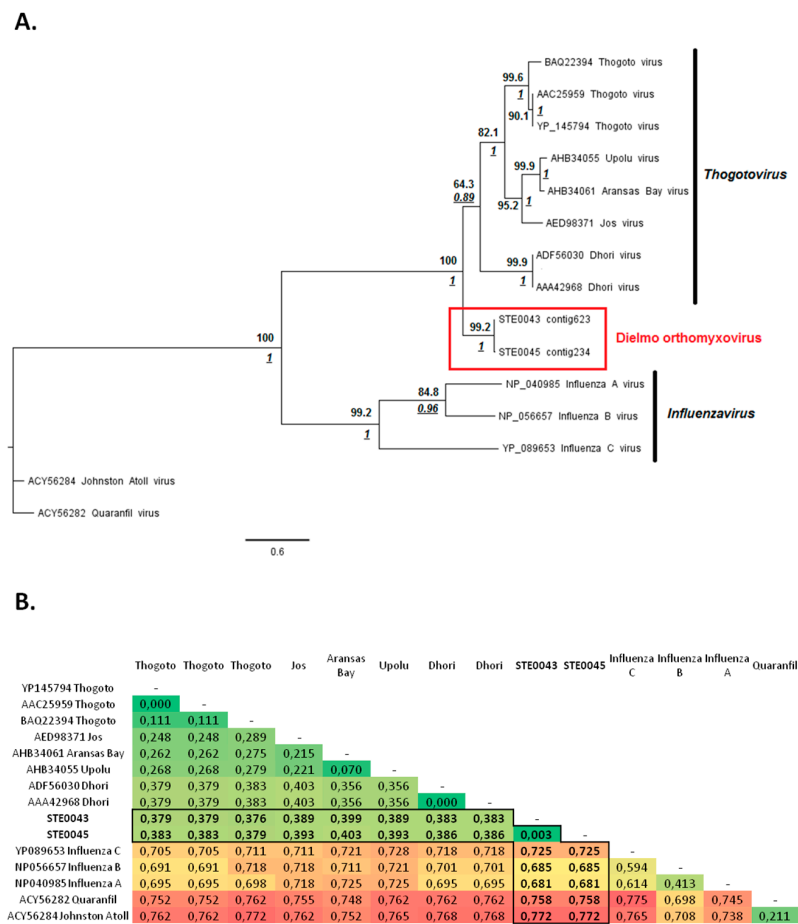 A.
BAQ22394 Thogoto virus
99.6
1
AAC25959 Thogoto virus
1
90.1
YP_145794 Thogoto virus
82.1
1
AHB34055 Upolu virus
99.9
1
Thogotovirus
64.3
0.89
AHB34061 Aransas Bay virus
95.2
1
AED98371 Jos virus
ADF56030 Dhori virus
99.9
1
100
1
AAA42968 Dhori virus
STE0043 contig623
99.2
1
Dielmo orthomyxovirus
100
1
STE0045 contig234
NP_040985 Influenza A virus
84.8
0.96
NP_056657 Influenza B virus
Influenzavirus
99.2
1
YP_089653 Influenza C virus
ACY56284 Johnston Atoll virus
ACY56282 Quaranfil virus
0.6
B.
Thogoto Thogoto Thogoto Jos Aransas Bay Upolu Dhori Dhori STE0043 STE0045 Influenza C Influenza B Influenza A Quaranfil
YP145794 Thogoto -
AAC25959 Thogoto 0,000 -
BAQ22394 Thogoto 0,111 0,111 -
AED98371 Jos 0,248 0,248 0,289 -
AHB34061 Aransas Bay 0,262 0,262 0,275 0,215 -
AHB34055 Upolu 0,268 0,268 0,279 0,221 0,070 -
ADF56030 Dhori 0,379 0,379 0,383 0,403 0,356 0,356 -
AAA42968 Dhori 0,379 0,379 0,383 0,403 0,356 0,356 0,000 -
STE0043 0,379 0,379 0,376 0,389 0,399 0,389 0,383 0,383 -
STE0045 0,383 0,383 0,379 0,393 0,403 0,393 0,386 0,386 0,003 -
YP089653 Influenza C 0,705 0,705 0,711 0,711 0,721 0,728 0,718 0,718 0,725 0,725 -
NP056657 Influenza B 0,691 0,691 0,718 0,718 0,711 0,721 0,701 0,701 0,685 0,685 0,594 -
NP040985 Influenza A 0,695 0,695 0,698 0,718 0,725 0,725 0,695 0,695 0,681 0,681 0,614 0,413 -
ACY56282 Quaranfil 0,752 0,752 0,762 0,755 0,748 0,762 0,762 0,762 0,758 0,758 0,775 0,698 0,745 -
ACY56284 Johnston Atoll 0,762 0,762 0,772 0,762 0,752 0,765 0,768 0,768 0,772 0,772 0,765 0,708 0,738 0,211